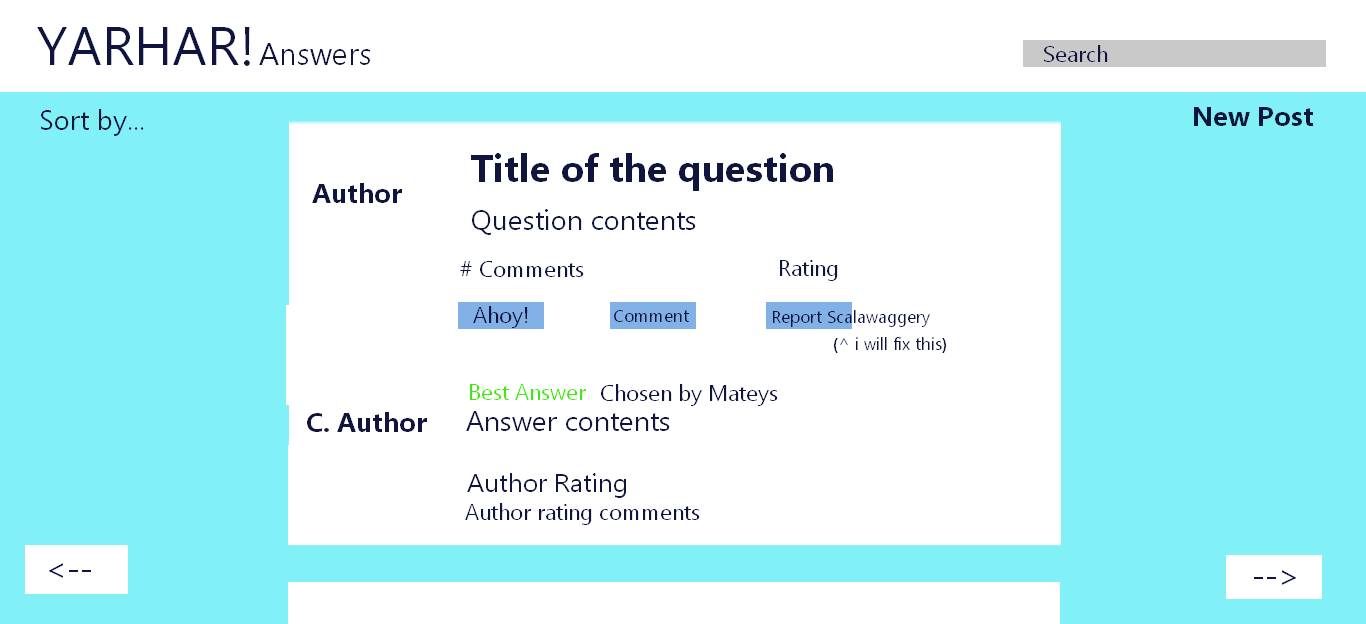 YARHAR! Answers
Search
Sort by...
New Post
Title of the question
Author
Question contents
# Comments
Rating
Ahoy!
Comment
Report Scalawaggery
(^ i will fix this)
Best Answer Chosen by Mateys
C. Author
Answer contents
Author Rating
Author rating comments
<--
-->